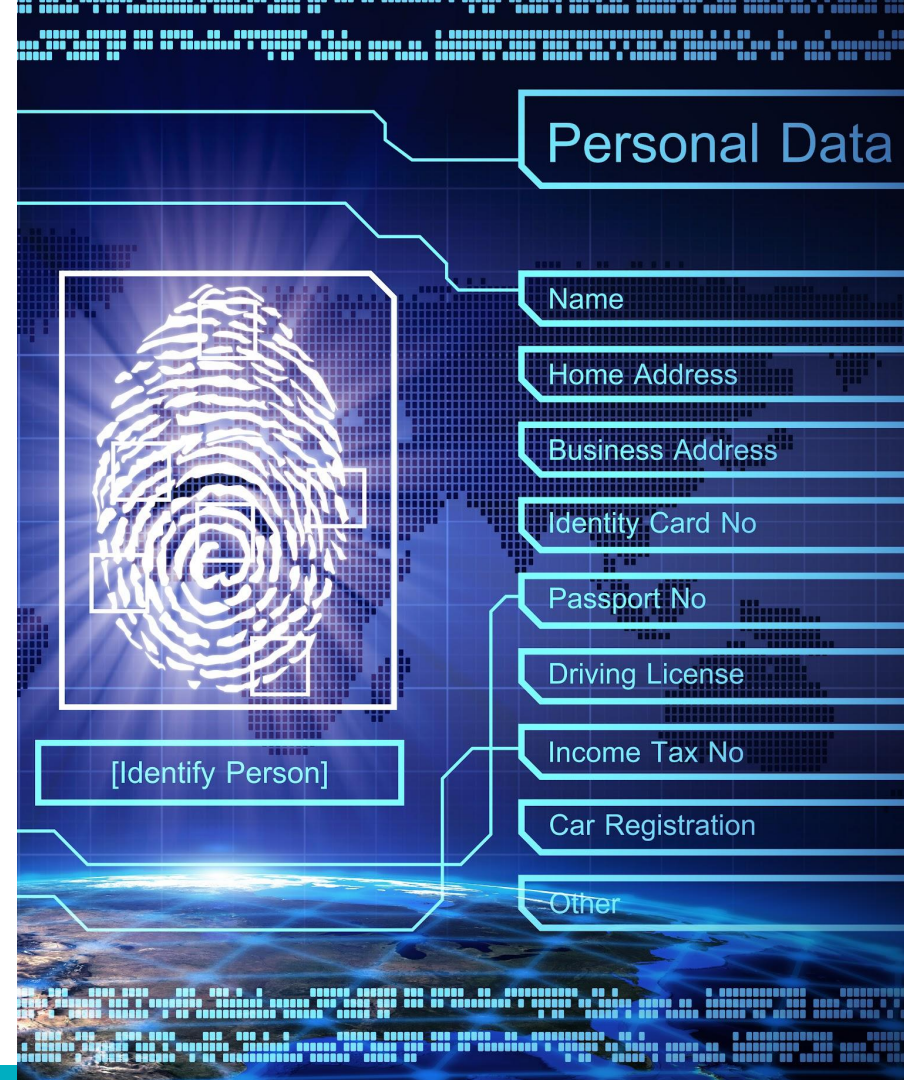 Personal Data
Name
Home Address
Business Address
Identity Card No
Passport No
Driving License
Income Tax No
Car Registration
Other
[Identify Person]